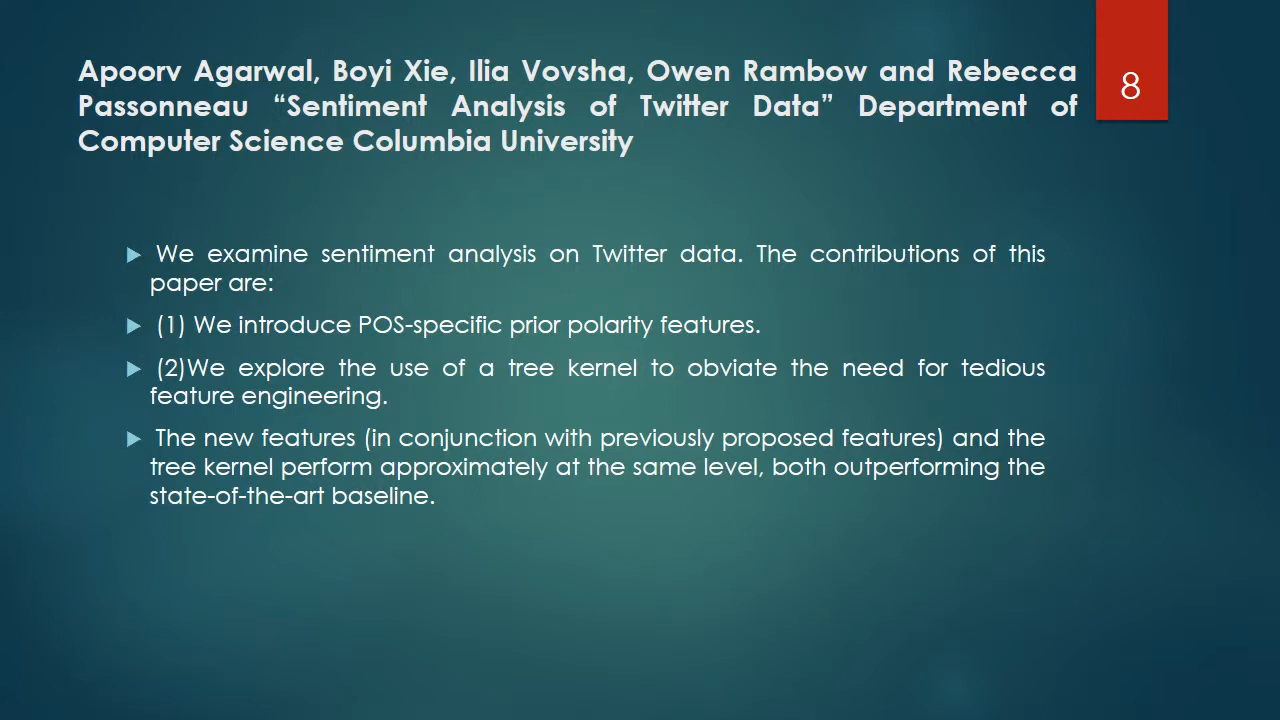 Apoorv Agarwal, Boyi Xie, Ilia Vovsha, Owen Rambow and Rebecca
Passonneau “Sentiment Analysis of Twitter Data” Department of
Computer Science Columbia University
8
We examine sentiment analysis on Twitter data. The contributions of this
paper are:
(1) We introduce POS-specific prior polarity features.
(2)We explore the use of a tree kernel to obviate the need for tedious
feature engineering.
The new features (in conjunction with previously proposed features) and the
tree kernel perform approximately at the same level, both outperforming the
state-of-the-art baseline.